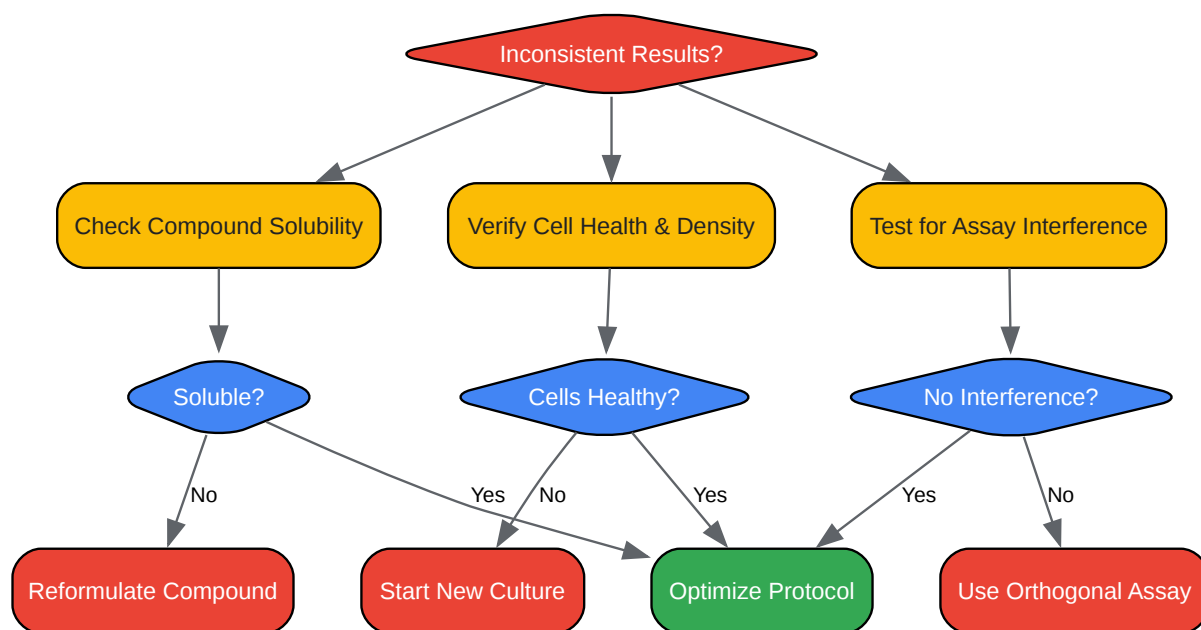 Inconsistent Results?
Check Compound Solubility
Verify Cell Health & Density
Test for Assay Interference
Soluble?
Cells Healthy?
No Interference?
No
Yes
No
Yes
Yes
No
Reformulate Compound
Start New Culture
Optimize Protocol
Use Orthogonal Assay